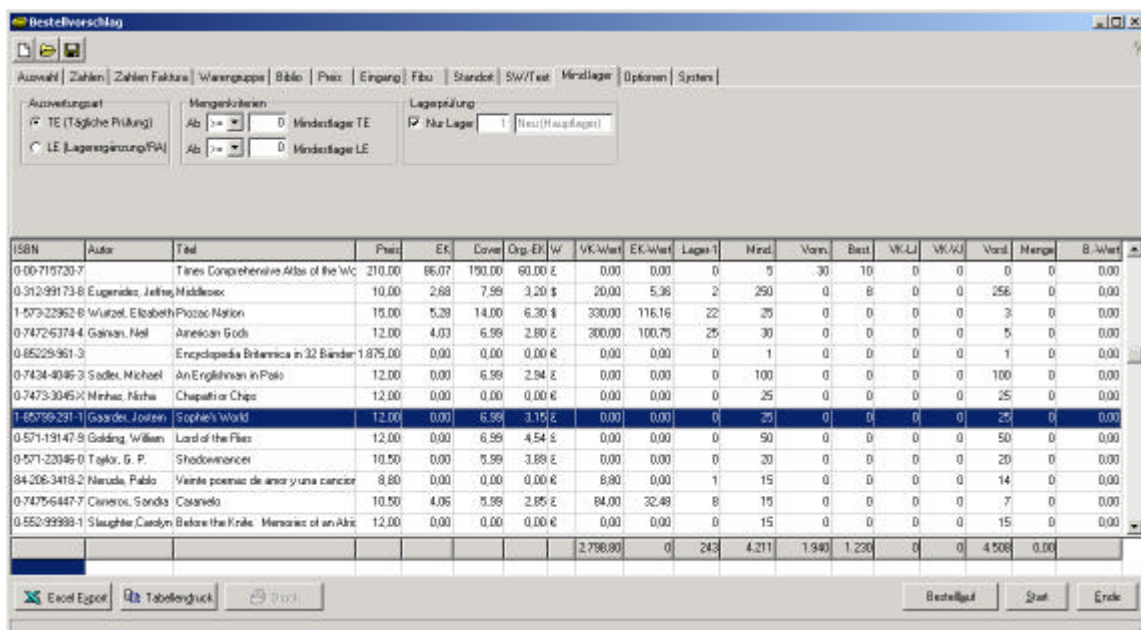 Bestellvorschlag
Auswahl Zahlen Zahlen Faktura Warengruppe Biblio Preis Eingang Fibu Standort SW/Text Mindlager Optionen System
Auswertungsart Mengenkriterien Lagerprüfung
TE (Tägliche Prüfung) Ab >= 0 Mindestlager TE Nur Lager 1 Neu (Hauptlager)
LE (Lagerergänzung/RA) Ab >= 0 Mindestlager LE
ISBN Autor Titel Preis EK Cover Org.-EK W VK-Wert EK-Wert Lager-1 Mind. Vorm. Best. VK-LJ VK-VJ Vord. Menge B.-Wert
0-00-715720-7 Times Comprehensive Atlas of the Wc 210,00 86,07 150,00 60,00 £ 0,00 0,00 0 5 30 10 0 0 0 0 0,00
0-312-99173-8 Eugenides, Jeffrey Middlesex 10,00 2,68 7,99 3,20 $ 20,00 5,36 2 250 0 8 0 0 256 0 0,00
1-573-22962-8 Wurtzel, Elizabeth Prozac Nation 15,00 5,28 14,00 6,30 $ 330,00 116,16 22 25 0 0 0 0 3 0 0,00
0-7472-6374-4 Gaiman, Neil American Gods 12,00 4,03 6,99 2,80 £ 300,00 100,75 25 30 0 0 0 0 5 0 0,00
0-85229-961-3 Encyclopedia Britannica in 32 Bänder 1.875,00 0,00 0,00 0,00 € 0,00 0,00 0 1 0 0 0 0 1 0 0,00
0-7434-4046-3 Sadler, Michael An Englishman in Paris 12,00 0,00 6,99 2,94 £ 0,00 0,00 0 100 0 0 0 0 100 0 0,00
0-7473-3045-X Minhas, Nisha Chapatti or Chips 12,00 0,00 0,00 0,00 € 0,00 0,00 0 25 0 0 0 0 25 0 0,00
1-85799-291-1 Gaarder, Jostein Sophie's World 12,00 0,00 6,99 3,15 £ 0,00 0,00 0 25 0 0 0 0 25 0 0,00
0-571-19147-9 Golding, William Lord of the Flies 12,00 0,00 6,99 4,54 £ 0,00 0,00 0 50 0 0 0 0 50 0 0,00
0-571-22046-0 Taylor, G. P. Shadowmancer 10,50 0,00 5,99 3,89 £ 0,00 0,00 0 20 0 0 0 0 20 0 0,00
84-206-3418-2 Neruda, Pablo Veinte poemas de amor y una cancion 8,80 0,00 0,00 0,00 € 8,80 0,00 1 15 0 0 0 0 14 0 0,00
0-7475-6447-7 Cisneros, Sandra Caramelo 10,50 4,06 5,99 2,85 £ 84,00 32,48 8 15 0 0 0 0 7 0 0,00
0-552-99988-1 Slaughter,Carolyn Before the Knife. Memories of an Afric 12,00 0,00 0,00 0,00 € 0,00 0,00 0 15 0 0 0 0 15 0 0,00
2.798,80 0 243 4.211 1.940 1.230 0 0 4.508 0.00
Excel Export Tabellendruck Druck Bestelllauf Start Ende